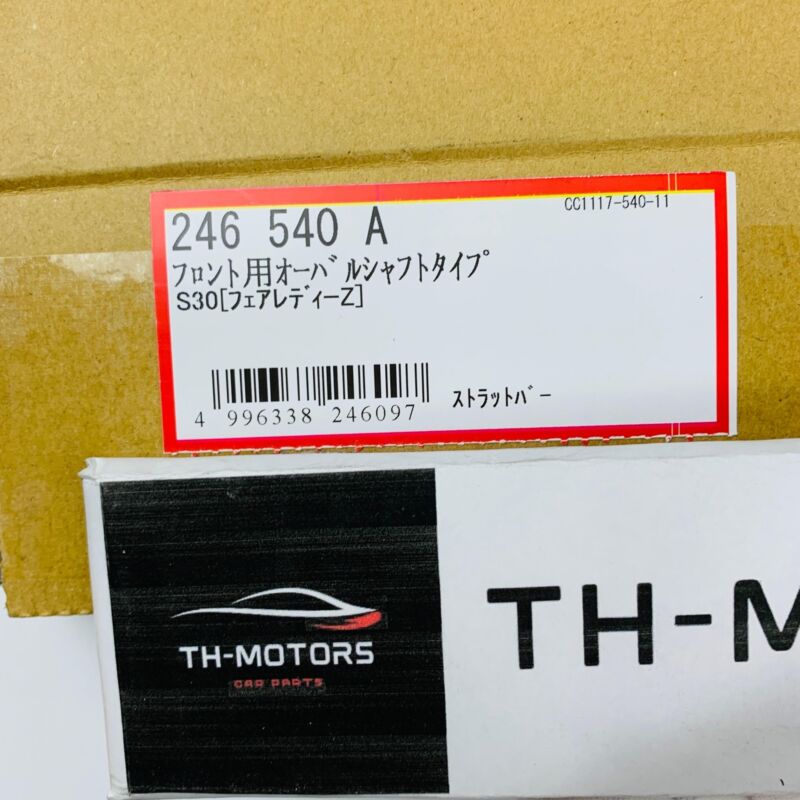 CC1117-540-11
246 540 A
フロント用オーバルシャフトタイプ
S30[フェアレディーZ]
4 996338 246097
ストラットバー
TH-MOTORS
CAR PARTS
TH-M